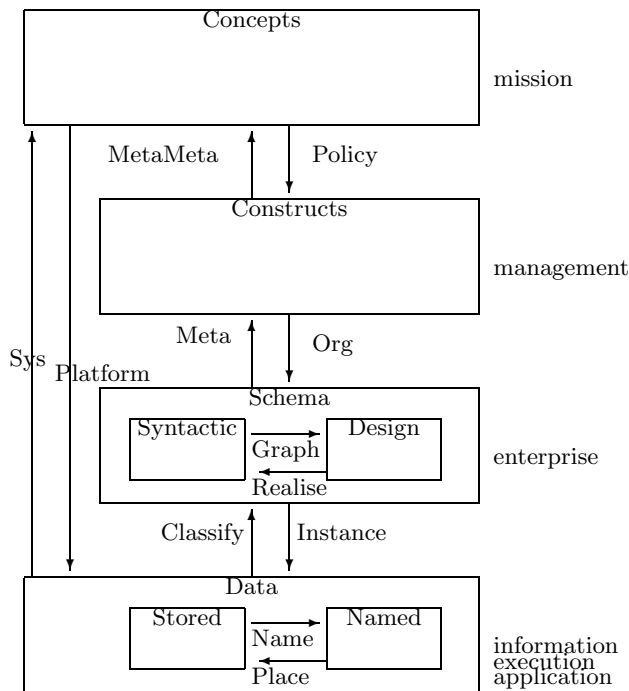 Concepts
mission
MetaMeta Policy
Constructs
management
Meta Org
Sys
Platform
Schema
Syntactic Design
Graph
enterprise
Realise
Classify Instance
Data
Stored Named
Name
information
execution
Place application